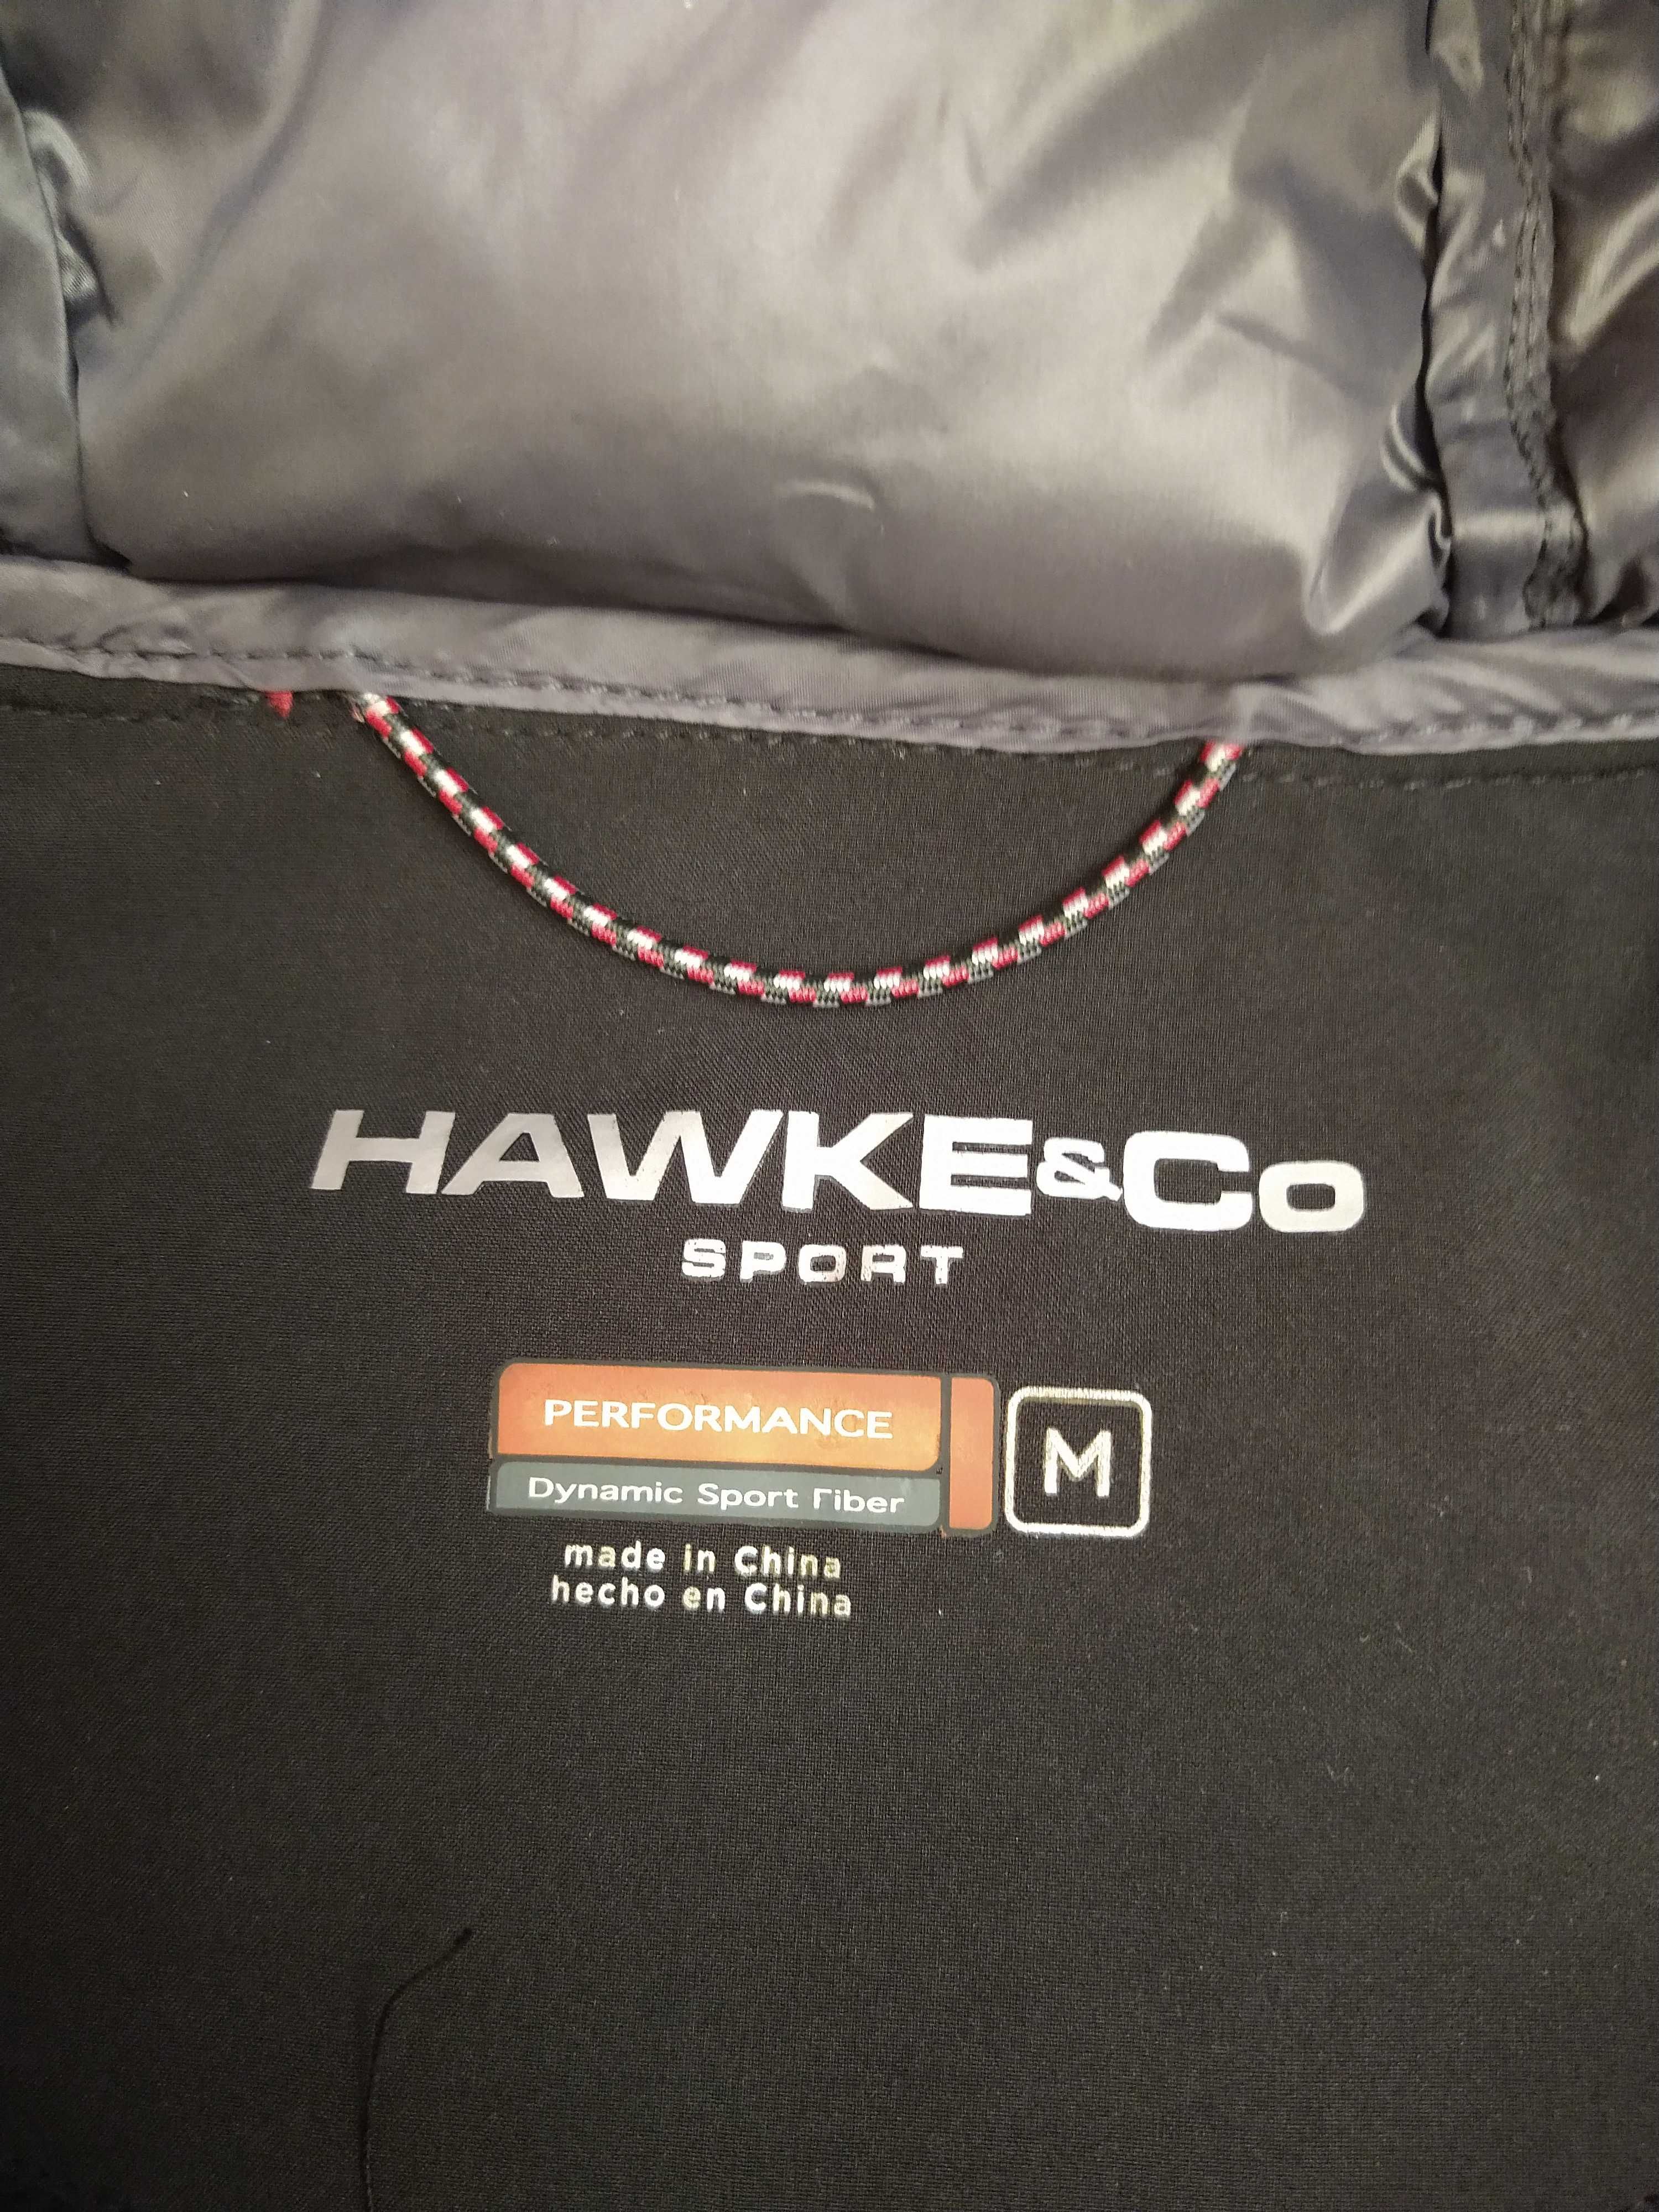 HAWKE&Co
SPORT
PERFORMANCE
Dynamic Sport Fiber
M
made in China
hecho en China